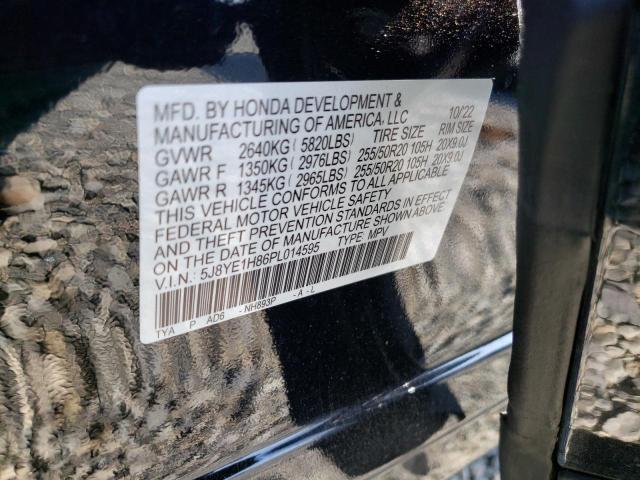 MFD. BY HONDA DEVELOPMENT &
MANUFACTURING OF AMERICA, LLC 10/22
GVWR 2640KG ( 5820LBS) TIRE SIZE RIM SIZE
GAWR F 1350KG ( 2976LBS) 255/50R20 105H 20X9.0J
GAWR R 1345KG ( 2965LBS) 255/50R20 105H 20X9.0J
THIS VEHICLE CONFORMS TO ALL APPLICABLE
FEDERAL MOTOR VEHICLE SAFETY
AND THEFT PREVENTION STANDARDS IN EFFECT
ON THE DATE OF MANUFACTURE SHOWN ABOVE
V.I.N.: 5J8YE1H86PL014595 TYPE MPV
TYA P AD6 - NH893P - A - L